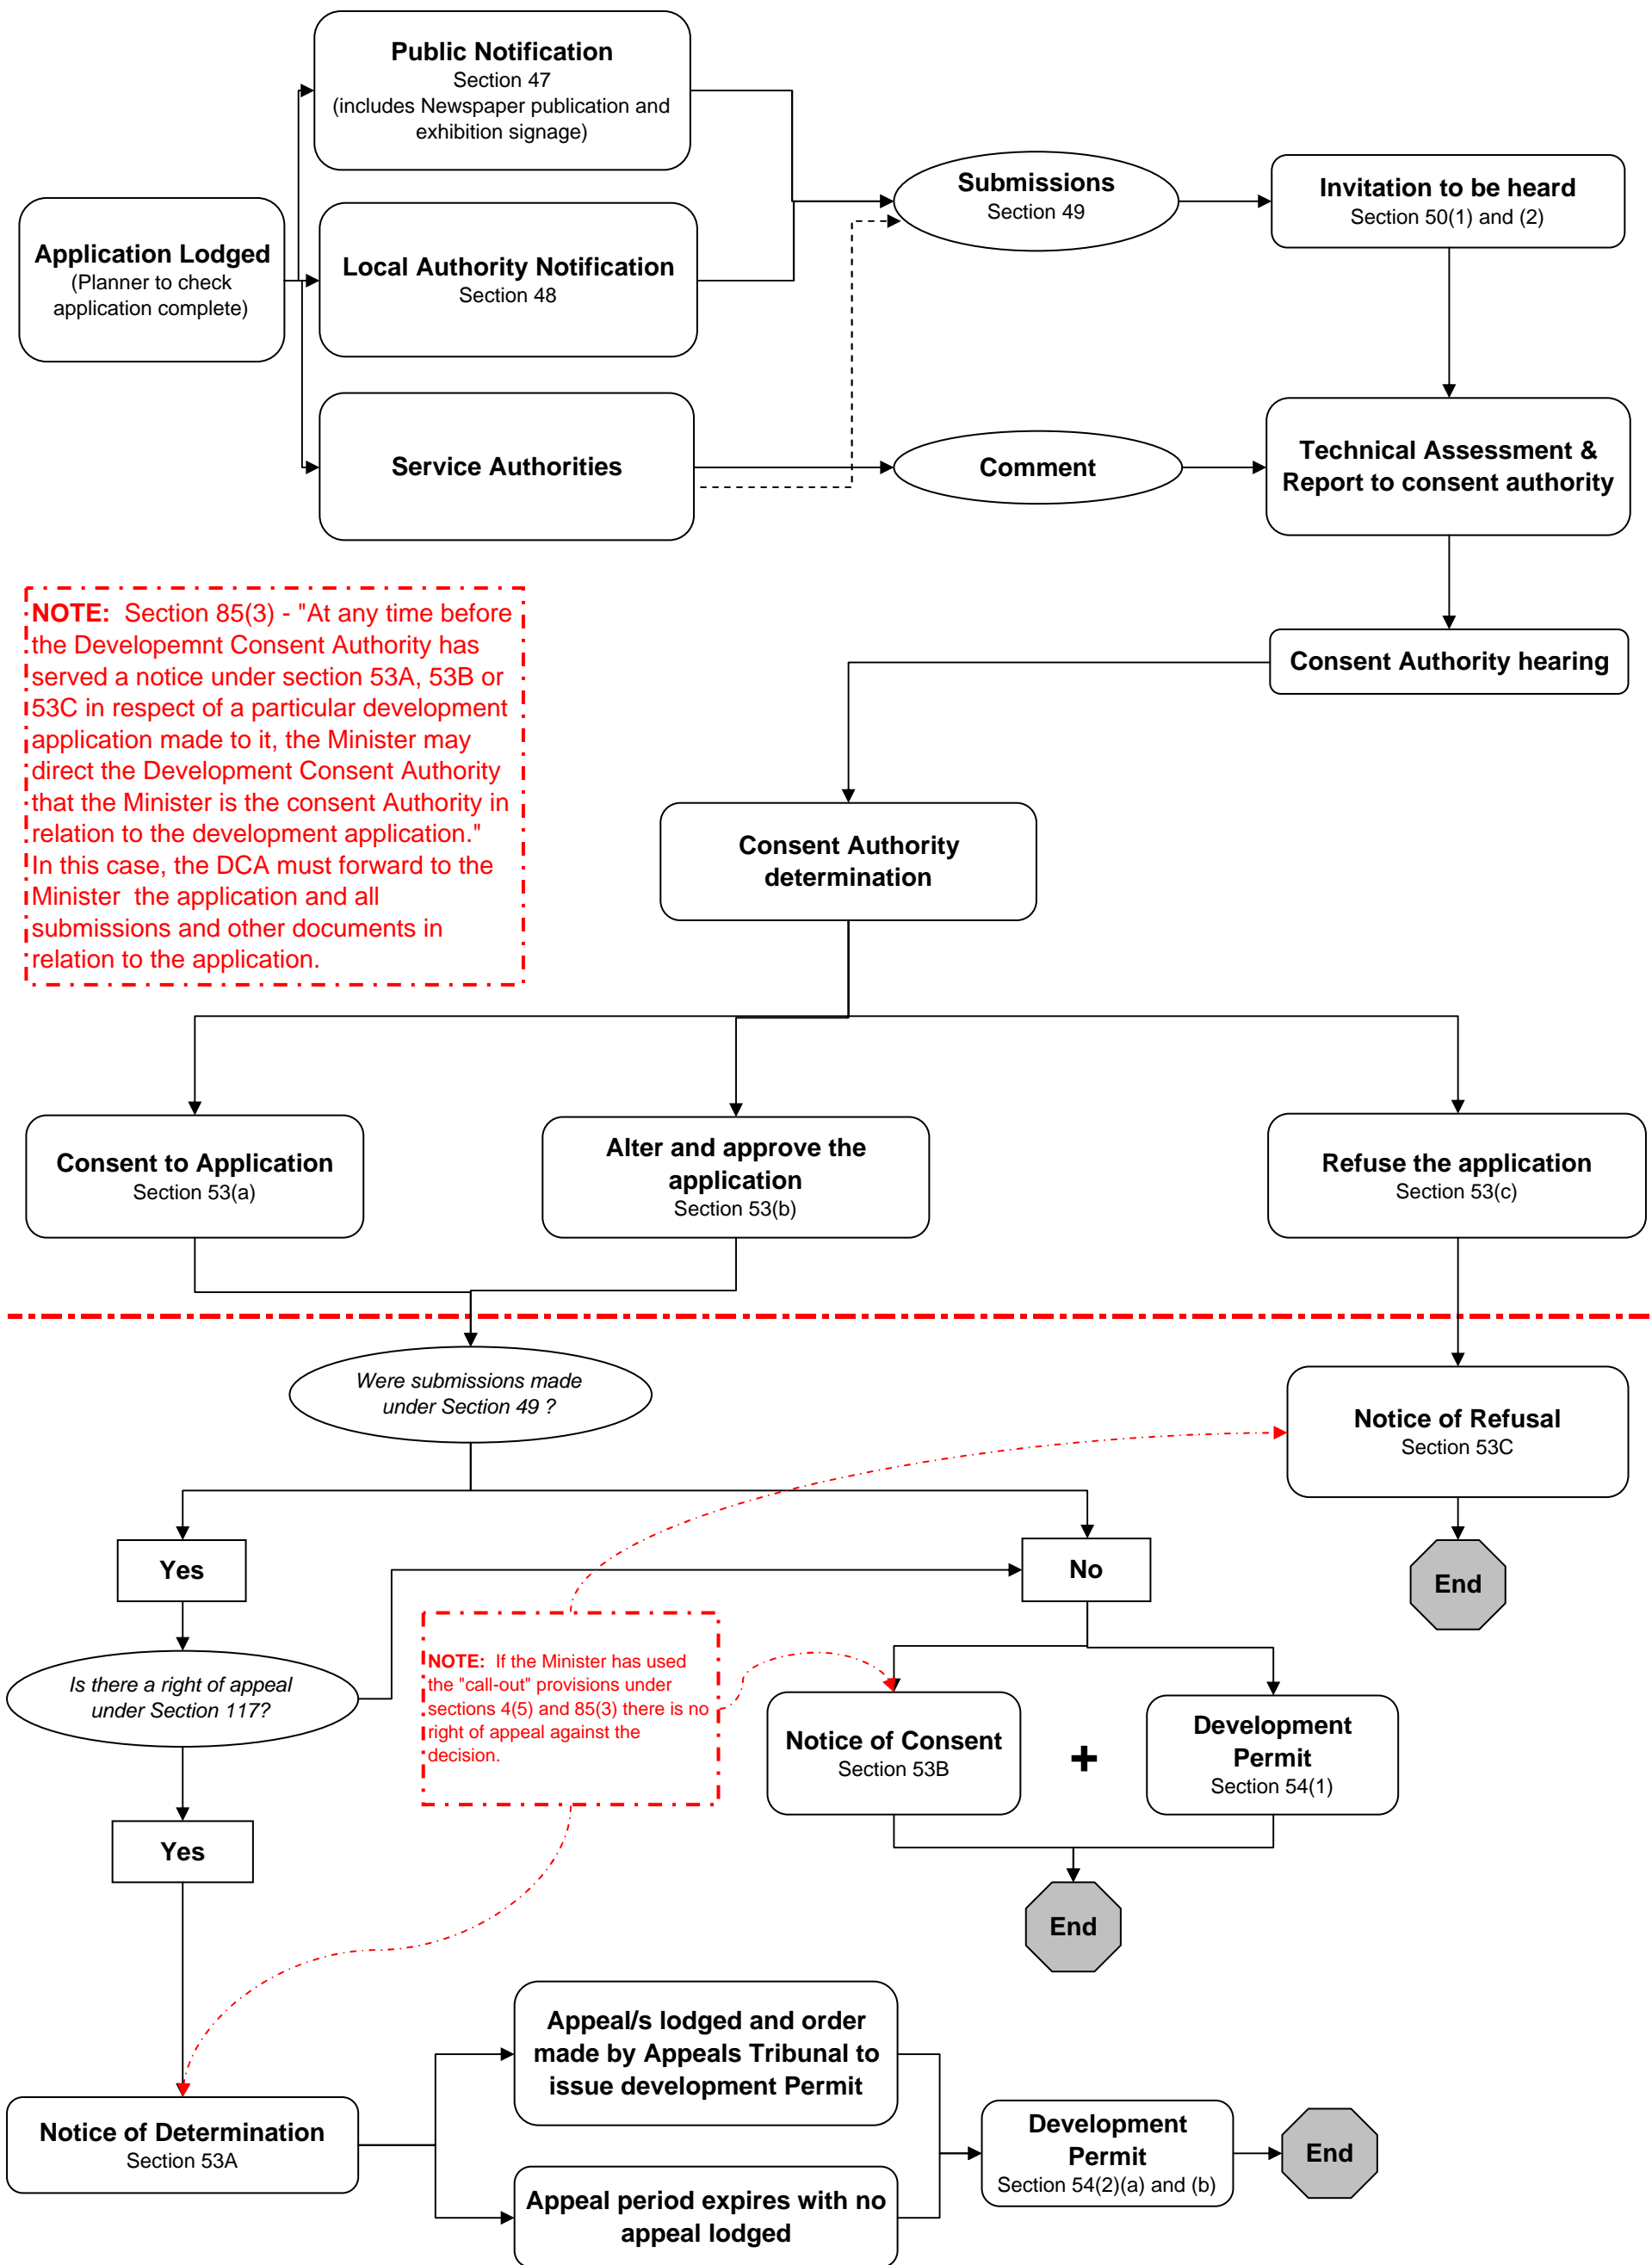 Public Notification
Section 47
(includes Newspaper publication and
exhibition signage)
Submissions
Section 49
Invitation to be heard
Section 50(1) and (2)
Application Lodged
(Planner to check
application complete)
Local Authority Notification
Section 48
Service Authorities
Comment
Technical Assessment &
Report to consent authority
NOTE: Section 85(3) - "At any time before
the Developemnt Consent Authority has
served a notice under section 53A, 53B or
53C in respect of a particular development
application made to it, the Minister may
direct the Development Consent Authority
that the Minister is the consent Authority in
relation to the development application."
In this case, the DCA must forward to the
Minister the application and all
submissions and other documents in
relation to the application.
Consent Authority hearing
Consent Authority
determination
Consent to Application
Section 53(a)
Alter and approve the
application
Section 53(b)
Refuse the application
Section 53(c)
Were submissions made
under Section 49 ?
Notice of Refusal
Section 53C
Yes
No
End
Is there a right of appeal
under Section 117?
NOTE: If the Minister has used
the "call-out" provisions under
sections 4(5) and 85(3) there is no
right of appeal against the
decision.
Notice of Consent
Section 53B
+
Development
Permit
Section 54(1)
Yes
End
Appeal/s lodged and order
made by Appeals Tribunal to
issue development Permit
Notice of Determination
Section 53A
Development
Permit
Section 54(2)(a) and (b)
End
Appeal period expires with no
appeal lodged